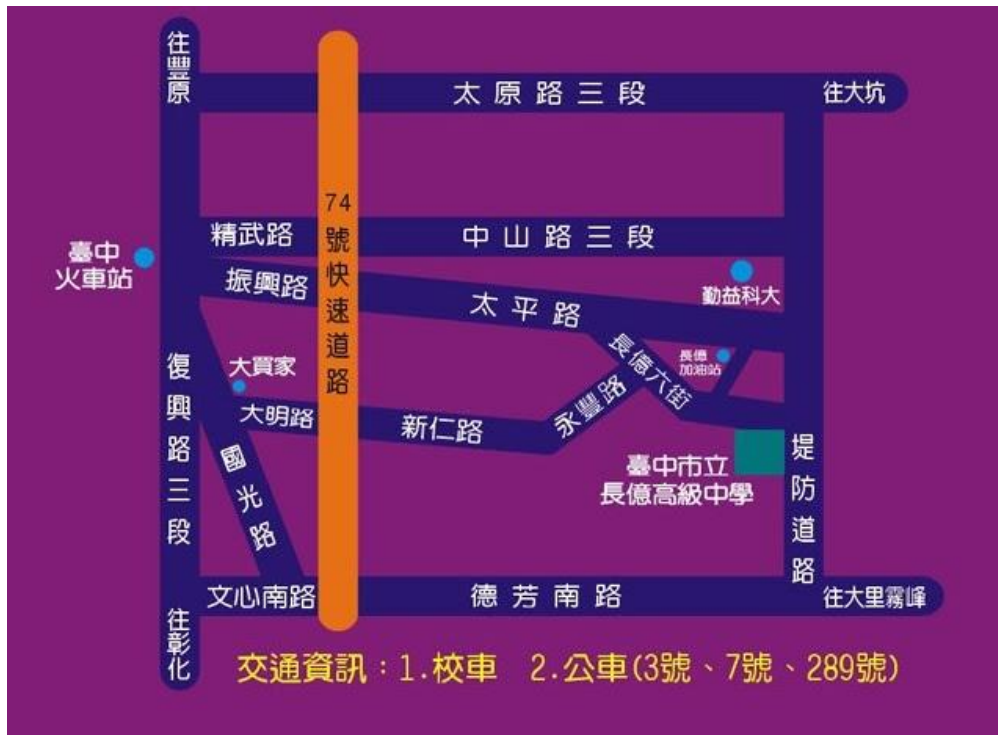 往豐原
太原路三段
往大坑
74號快速道路
精武路
中山路三段
臺中
火車站
振興路
太平路
勤益科大
長億
加油站
長億六街
大買家
復興路三段
大明路
新仁路
永豐路
國光路
臺中市立
長億高級中學
堤防道路
文心南路
德芳南路
往大里霧峰
往彰化
交通資訊：1.校車 2.公車(3號、7號、289號)